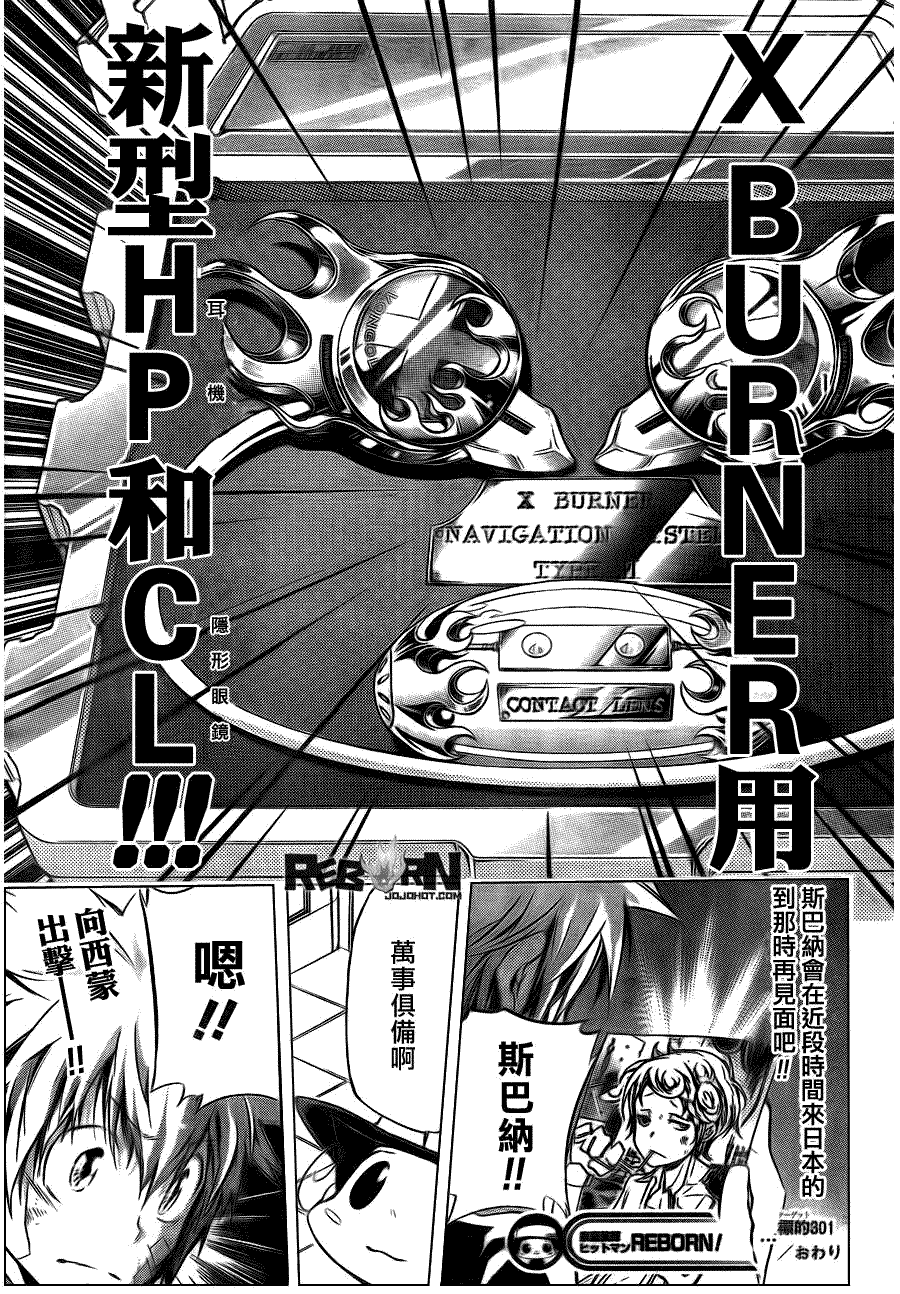 X BURNER用
新型HP和CL!!!
耳機
隱形眼鏡
VONGOLA
X BURNER
NAVIGATION SYSTEM
CONTACT LENS
斯巴納會在近段時間來日本的
到那時再見面吧!!
斯巴納!!
萬事俱備啊
嗯!!
向西蒙
出擊——!!
REBORN
JOJOHOT.COM
ヒットマンREBORN!
ターゲット
標的301
/おわり